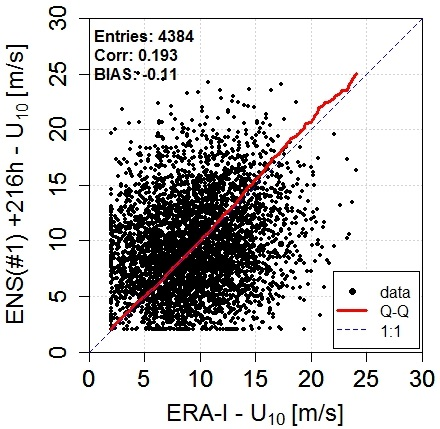 Entries: 4384
Corr: 0.193
BIAS: -0.11
ENS(#1) +216h - U10 [m/s]
30
25
20
15
10
5
0
data
Q-Q
1:1
0 5 10 15 20 25 30
ERA-I - U10 [m/s]